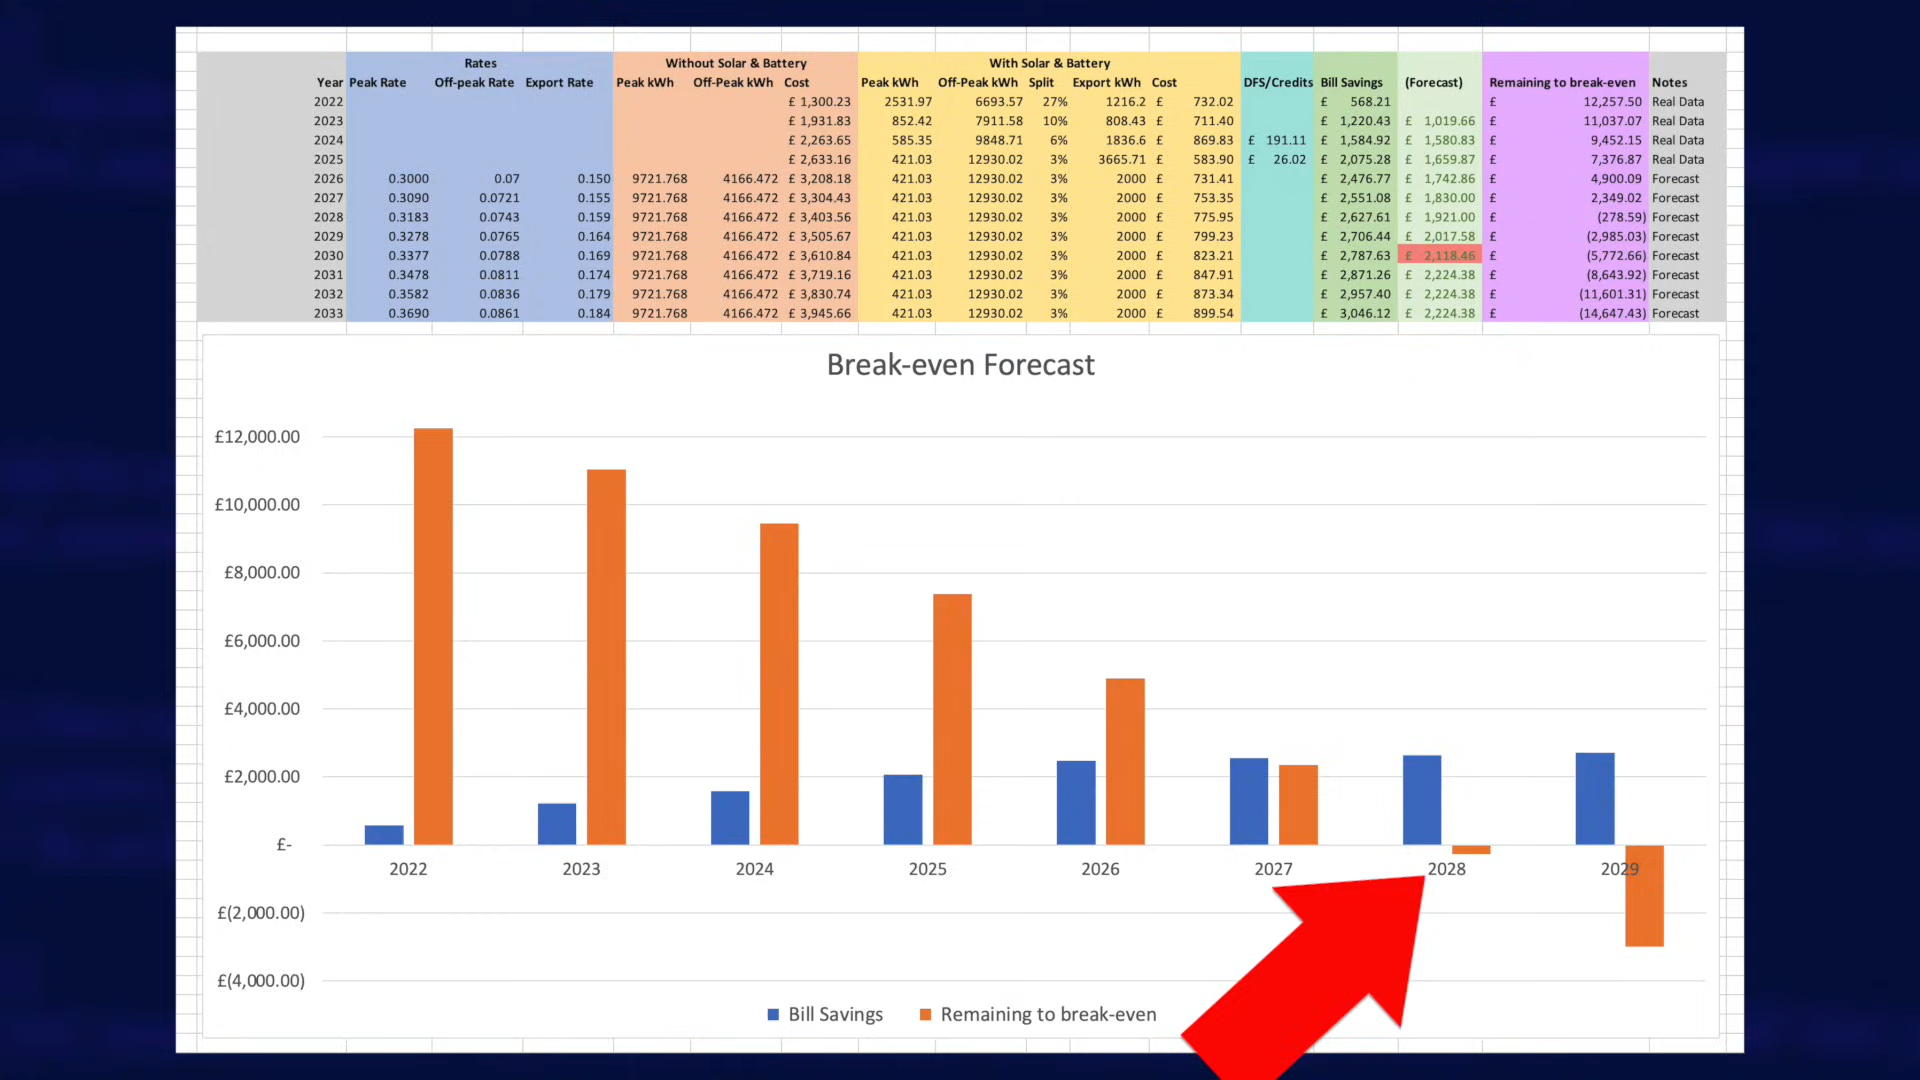 Rates Without Solar & Battery With Solar & Battery
Year Peak Rate Off-peak Rate Export Rate Peak kWh Off-Peak kWh Cost Peak kWh Off-Peak kWh Split Export kWh Cost DFS/Credits Bill Savings (Forecast) Remaining to break-even Notes
2022 £ 1,300.23 2531.97 6693.57 27% 1216.2 £ 732.02 £ 568.21 £ 12,257.50 Real Data
2023 £ 1,931.83 852.42 7911.58 10% 808.43 £ 711.40 £ 1,220.43 £ 1,019.66 £ 11,037.07 Real Data
2024 £ 2,263.65 585.35 9848.71 6% 1836.6 £ 869.83 £ 191.11 £ 1,584.92 £ 1,580.83 £ 9,452.15 Real Data
2025 £ 2,633.16 421.03 12930.02 3% 3665.71 £ 583.90 £ 26.02 £ 2,075.28 £ 1,659.87 £ 7,376.87 Real Data
2026 0.3000 0.07 0.150 9721.768 4166.472 £ 3,208.18 421.03 12930.02 3% 2000 £ 731.41 £ 2,476.77 £ 1,742.86 £ 4,900.09 Forecast
2027 0.3090 0.0721 0.155 9721.768 4166.472 £ 3,304.43 421.03 12930.02 3% 2000 £ 753.35 £ 2,551.08 £ 1,830.00 £ 2,349.02 Forecast
2028 0.3183 0.0743 0.159 9721.768 4166.472 £ 3,403.56 421.03 12930.02 3% 2000 £ 775.95 £ 2,627.61 £ 1,921.00 £ (278.59) Forecast
2029 0.3278 0.0765 0.164 9721.768 4166.472 £ 3,505.67 421.03 12930.02 3% 2000 £ 799.23 £ 2,706.44 £ 2,017.58 £ (2,985.03) Forecast
2030 0.3377 0.0788 0.169 9721.768 4166.472 £ 3,610.84 421.03 12930.02 3% 2000 £ 823.21 £ 2,787.63 £ 2,118.46 £ (5,772.66) Forecast
2031 0.3478 0.0811 0.174 9721.768 4166.472 £ 3,719.16 421.03 12930.02 3% 2000 £ 847.91 £ 2,871.26 £ 2,224.38 £ (8,643.92) Forecast
2032 0.3582 0.0836 0.179 9721.768 4166.472 £ 3,830.74 421.03 12930.02 3% 2000 £ 873.34 £ 2,957.40 £ 2,224.38 £ (11,601.31) Forecast
2033 0.3690 0.0861 0.184 9721.768 4166.472 £ 3,945.66 421.03 12930.02 3% 2000 £ 899.54 £ 3,046.12 £ 2,224.38 £ (14,647.43) Forecast
Break-even Forecast
£12,000.00
£10,000.00
£8,000.00
£6,000.00
£4,000.00
£2,000.00
£-
2022 2023 2024 2025 2026 2027 2028 2029
£(2,000.00)
£(4,000.00)
Bill Savings Remaining to break-even